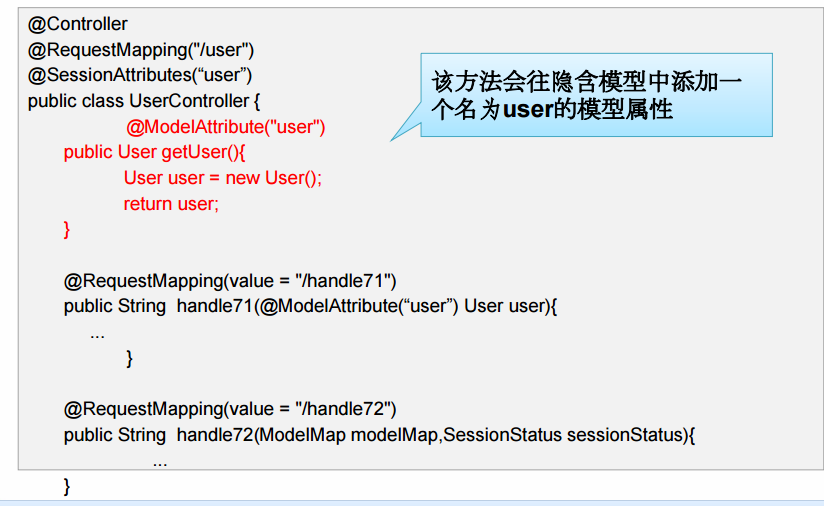 @Controller
@RequestMapping("/user")
@SessionAttributes(“user”)
public class UserController {
@ModelAttribute("user")
public User getUser(){
User user = new User();
return user;
}
该方法会往隐含模型中添加一
个名为user的模型属性
@RequestMapping(value = "/handle71")
public String  handle71(@ModelAttribute(“user”) User user){
...
}
@RequestMapping(value = "/handle72")
public String  handle72(ModelMap modelMap,SessionStatus sessionStatus){
...
}